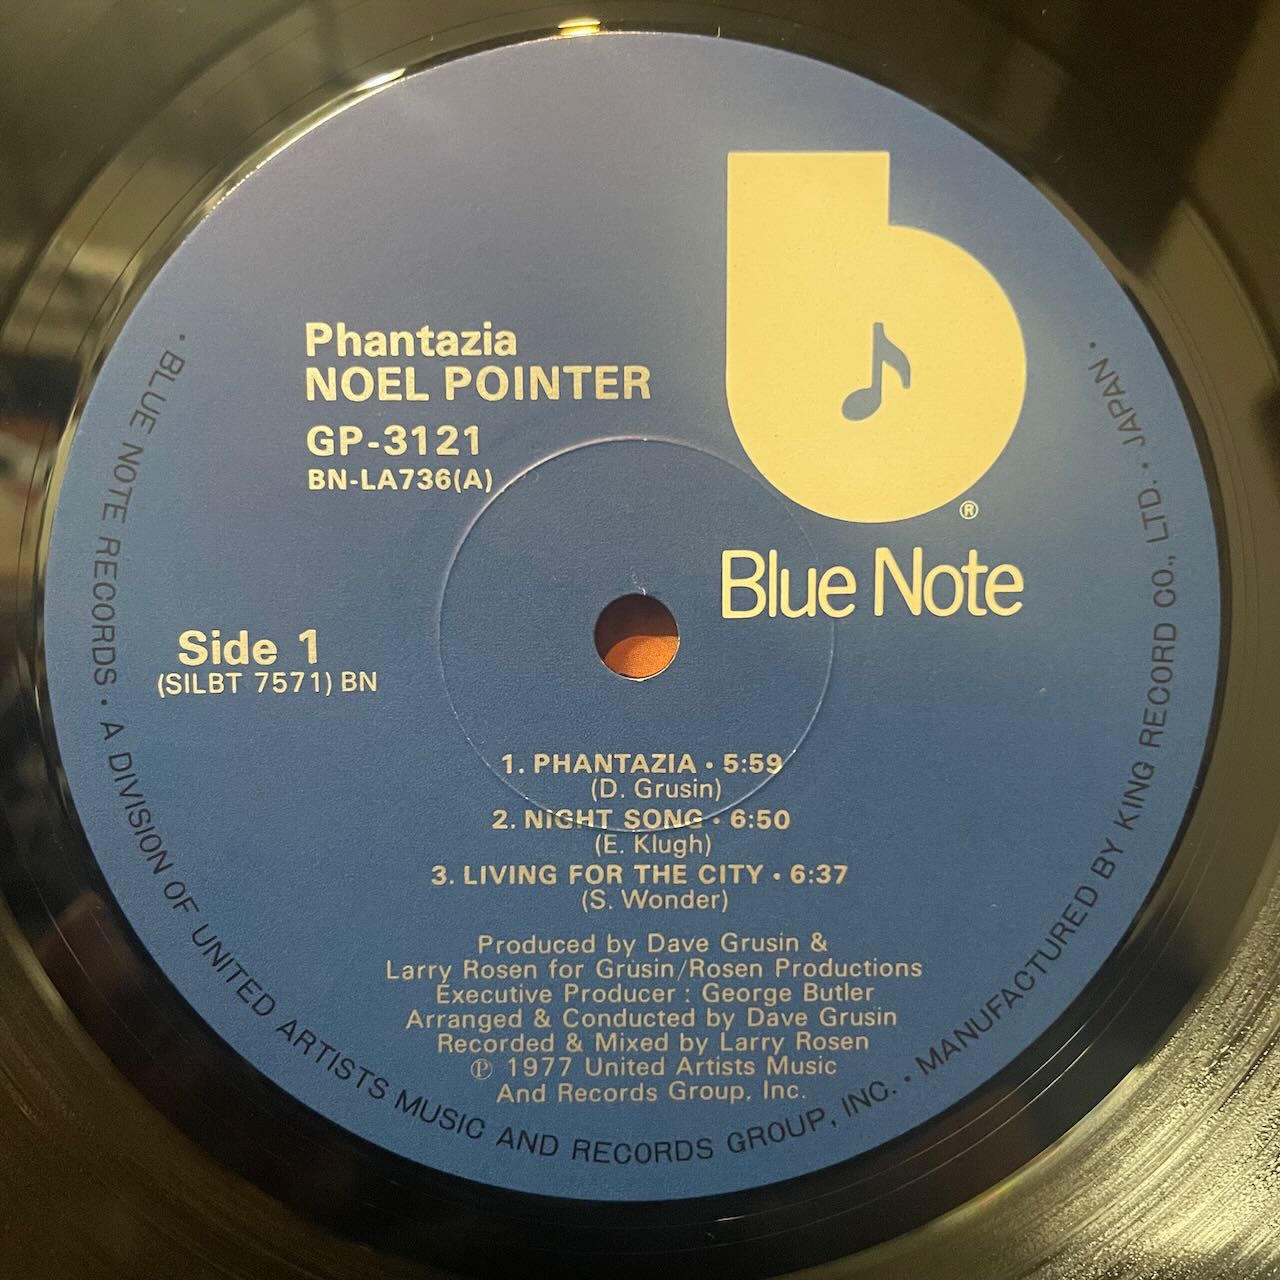 Phantazia
NOEL POINTER
GP-3121
BN-LA736(A)
®
Blue Note
Side 1
(SILBT 7571) BN
1. PHANTAZIA • 5:59
(D. Grusin)
2. NIGHT SONG • 6:50
(E. Klugh)
3. LIVING FOR THE CITY • 6:37
(S. Wonder)
Produced by Dave Grusin &
Larry Rosen for Grusin/Rosen Productions
Executive Producer : George Butler
Arranged & Conducted by Dave Grusin
Recorded & Mixed by Larry Rosen
℗ 1977 United Artists Music
And Records Group, Inc.
• BLUE NOTE RECORDS • A DIVISION OF UNITED ARTISTS MUSIC AND RECORDS GROUP, INC. • MANUFACTURED BY KING RECORD CO., LTD. • JAPAN •